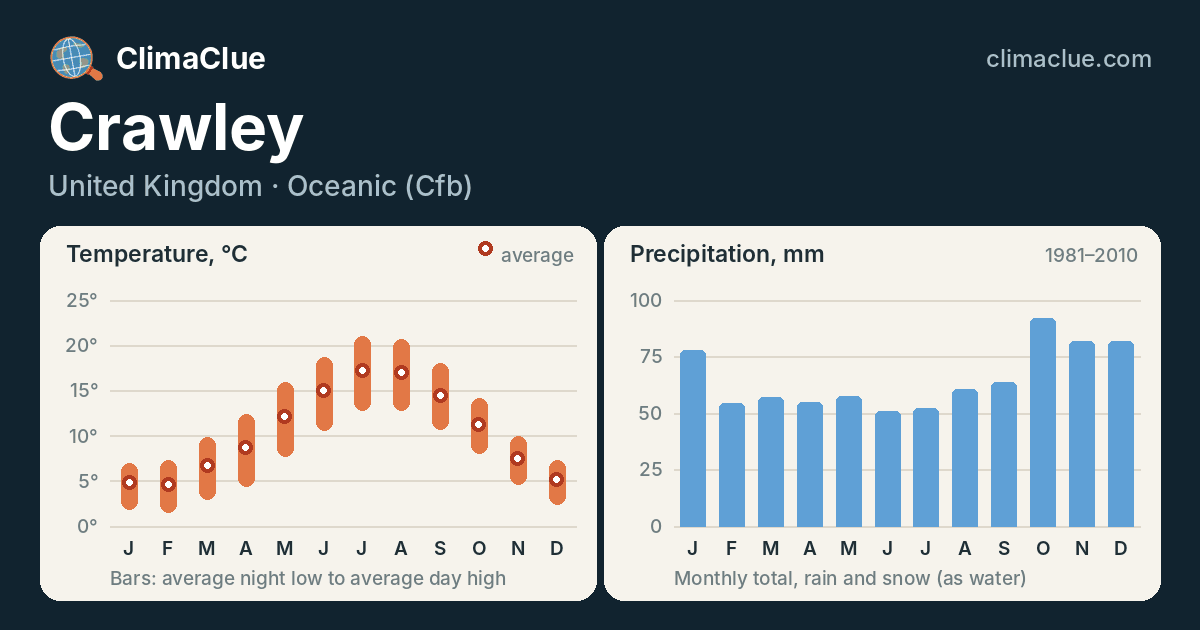 ClimaClue
climaclue.com
Crawley
United Kingdom · Oceanic (Cfb)
Temperature, °C
average
25°
20°
15°
10°
5°
0°
J F M A M J J A S O N D
Bars: average night low to average day high
Precipitation, mm
1981–2010
100
75
50
25
0
J F M A M J J A S O N D
Monthly total, rain and snow (as water)